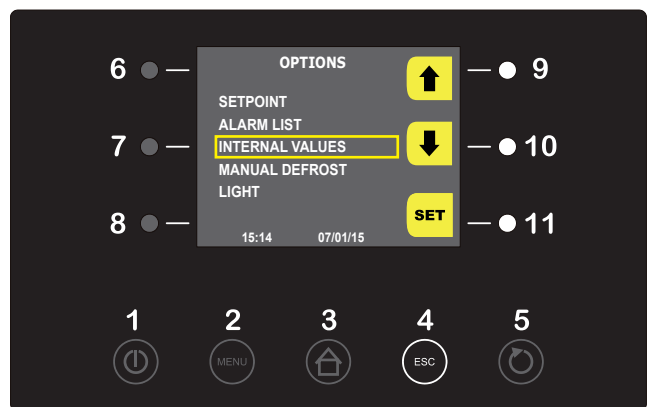 OPTIONS
6
9
SETPOINT
ALARM LIST
7
INTERNAL VALUES
10
MANUAL DEFROST
LIGHT
8
SET
11
15:14 07/01/15
1 2 3 4 5
MENU ESC